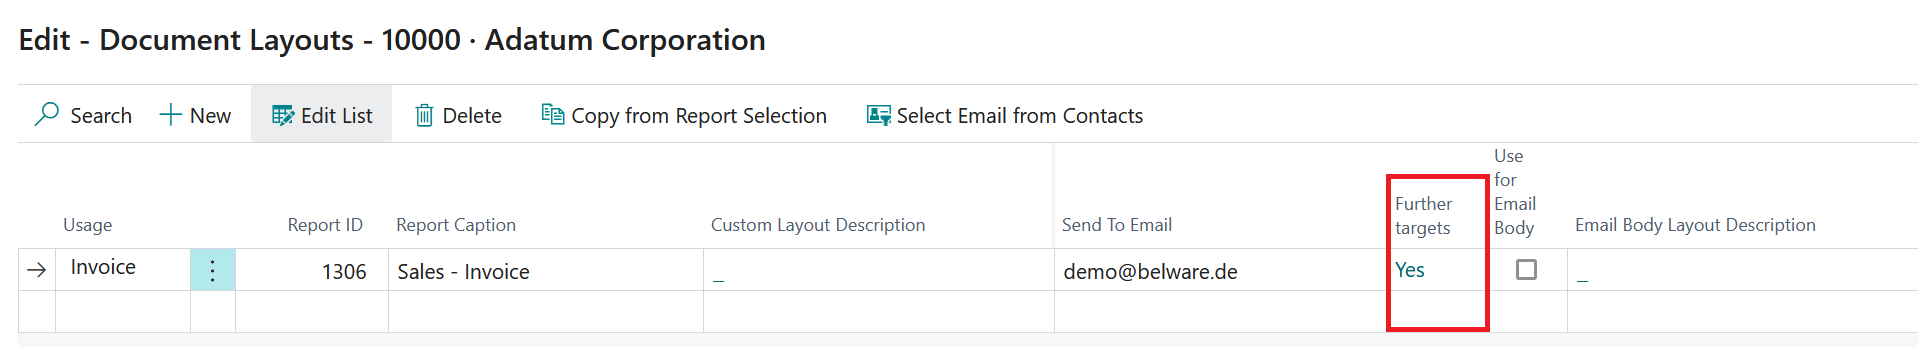 Edit - Document Layouts - 10000 · Adatum Corporation
Search New Edit List Delete Copy from Report Selection Select Email from Contacts
Usage Report ID Report Caption Custom Layout Description Send To Email Further targets Use for Email Body Email Body Layout Description
Invoice 1306 Sales - Invoice _ demo@belware.de Yes _